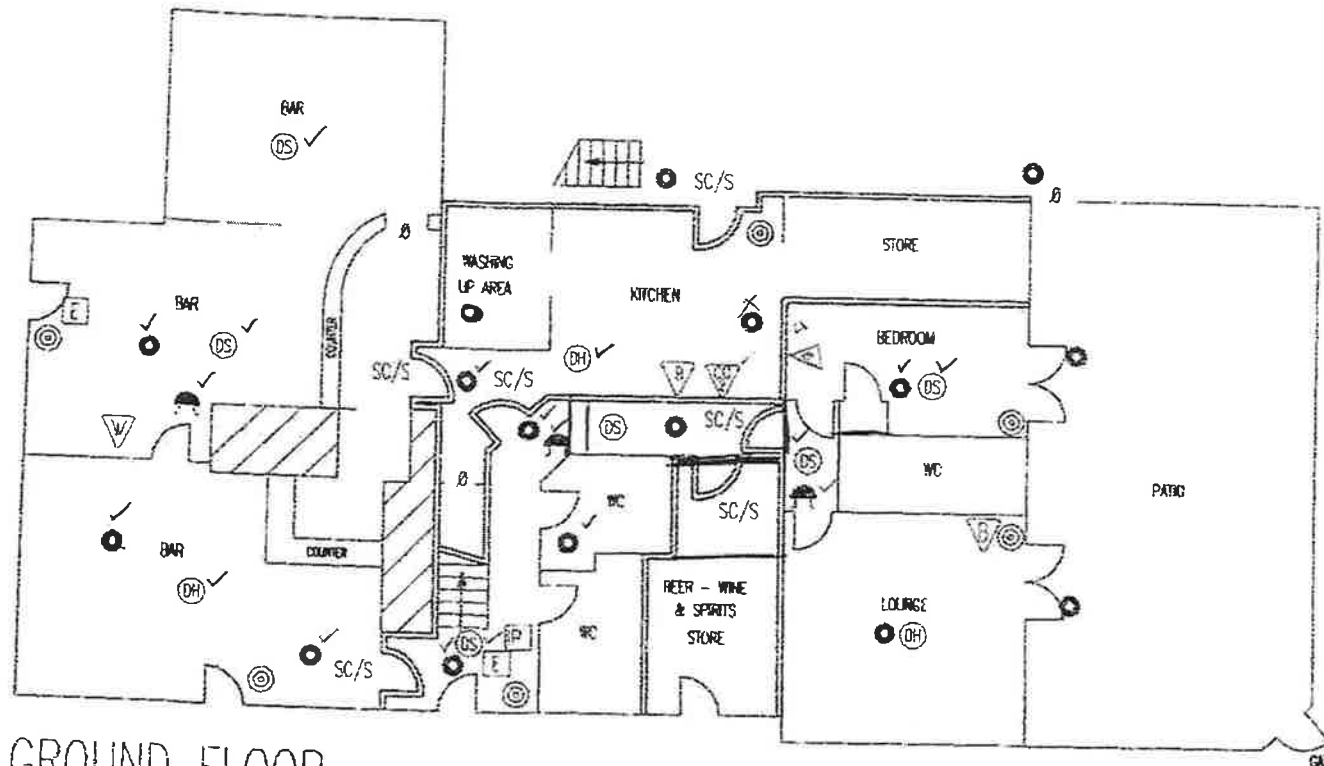 BAR
DS
SC/S
Ø
Ø
STORE
WASHING
UP AREA
KITCHEN
BAR
E
DS
COUNTER
SC/S
SC/S
DH
BEDROOM
DS
W
DS
SC/S
DS
WC
PATIO
Ø
WC
SC/S
BAR
COUNTER
DH
BEER - WINE
& SPIRITS
STORE
LOUNGE
DH
WC
SC/S
DS
E
GROUND FLOOR